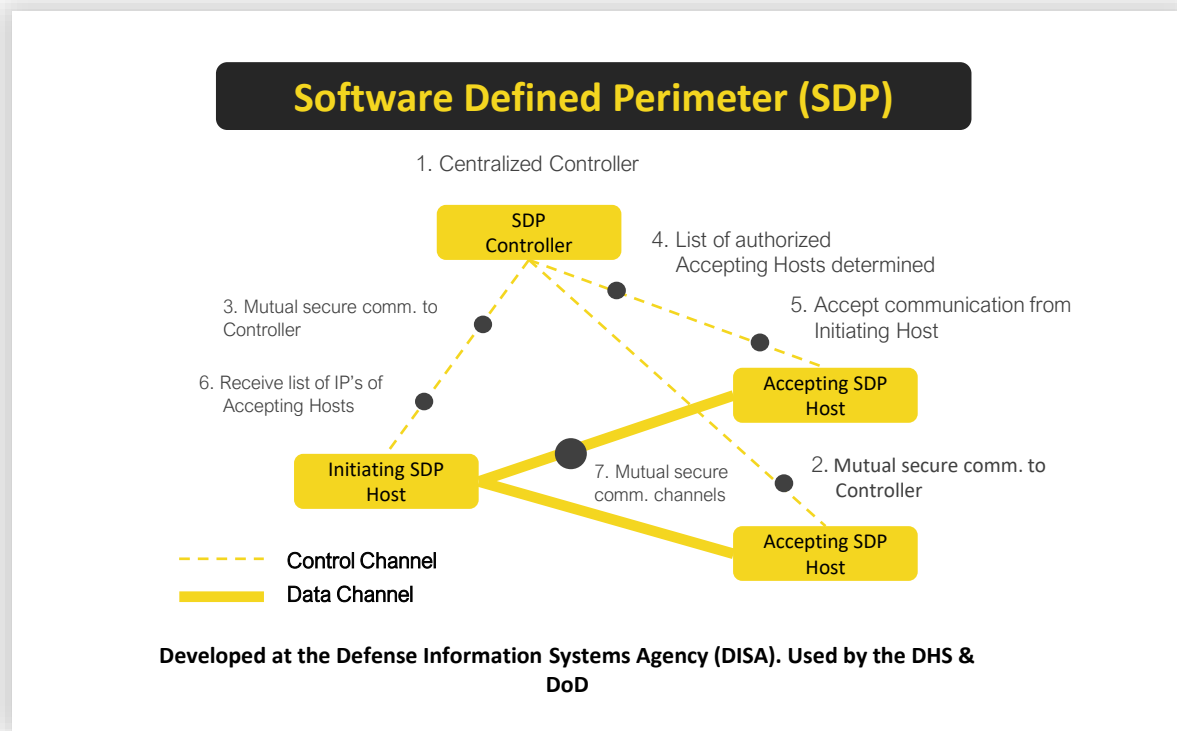 Software Defined Perimeter (SDP)
1. Centralized Controller
SDP
Controller
4. List of authorized
Accepting Hosts determined
3. Mutual secure comm. to
Controller
5. Accept communication from
Initiating Host
6. Receive list of IP's of
Accepting Hosts
Accepting SDP
Host
Initiating SDP
Host
7. Mutual secure
comm. channels
2. Mutual secure comm. to
Controller
Accepting SDP
Host
Control Channel
Data Channel
Developed at the Defense Information Systems Agency (DISA). Used by the DHS &
DoD